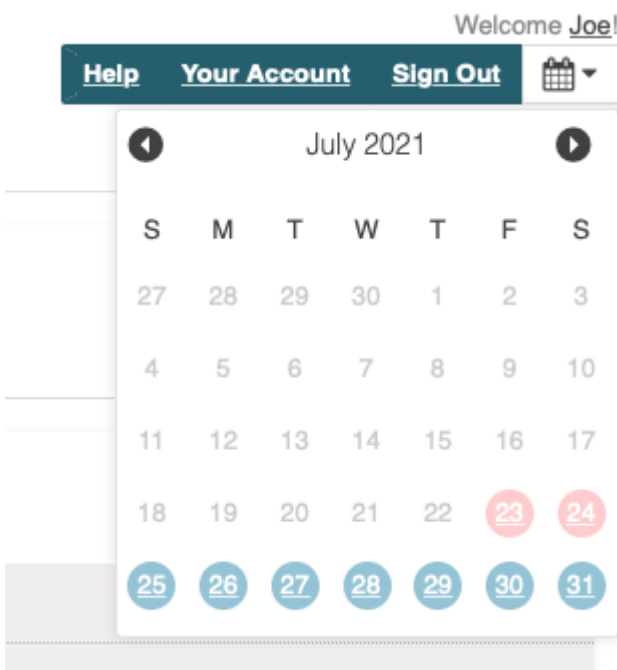 Welcome Joe!
Help Your Account Sign Out
July 2021
S M T W T F S
27 28 29 30 1 2 3
4 5 6 7 8 9 10
11 12 13 14 15 16 17
18 19 20 21 22 23 24
25 26 27 28 29 30 31